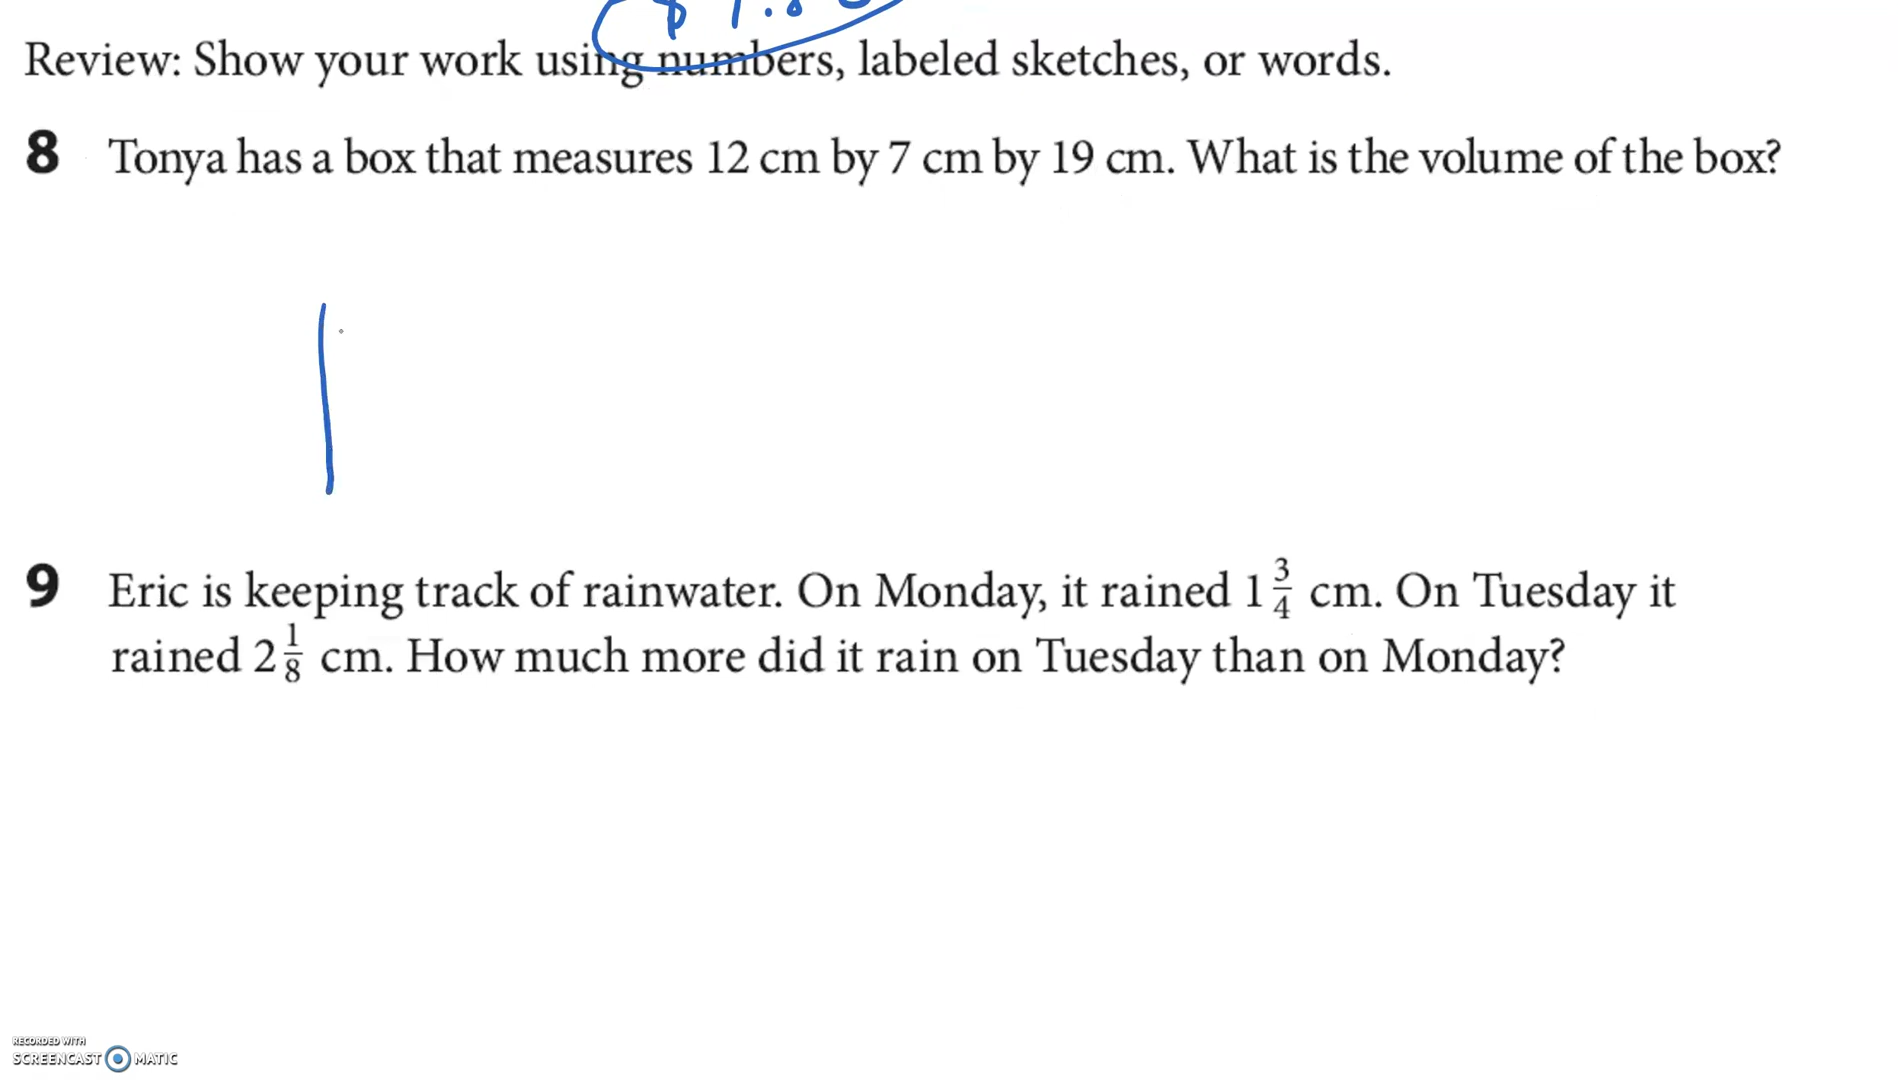 Review: Show your work using numbers, labeled sketches, or words.
8 Tonya has a box that measures 12 cm by 7 cm by 19 cm. What is the volume of the box?
9 Eric is keeping track of rainwater. On Monday, it rained 1 3/4 cm. On Tuesday it
rained 2 1/8 cm. How much more did it rain on Tuesday than on Monday?
RECORDED WITH
SCREENCAST MATIC